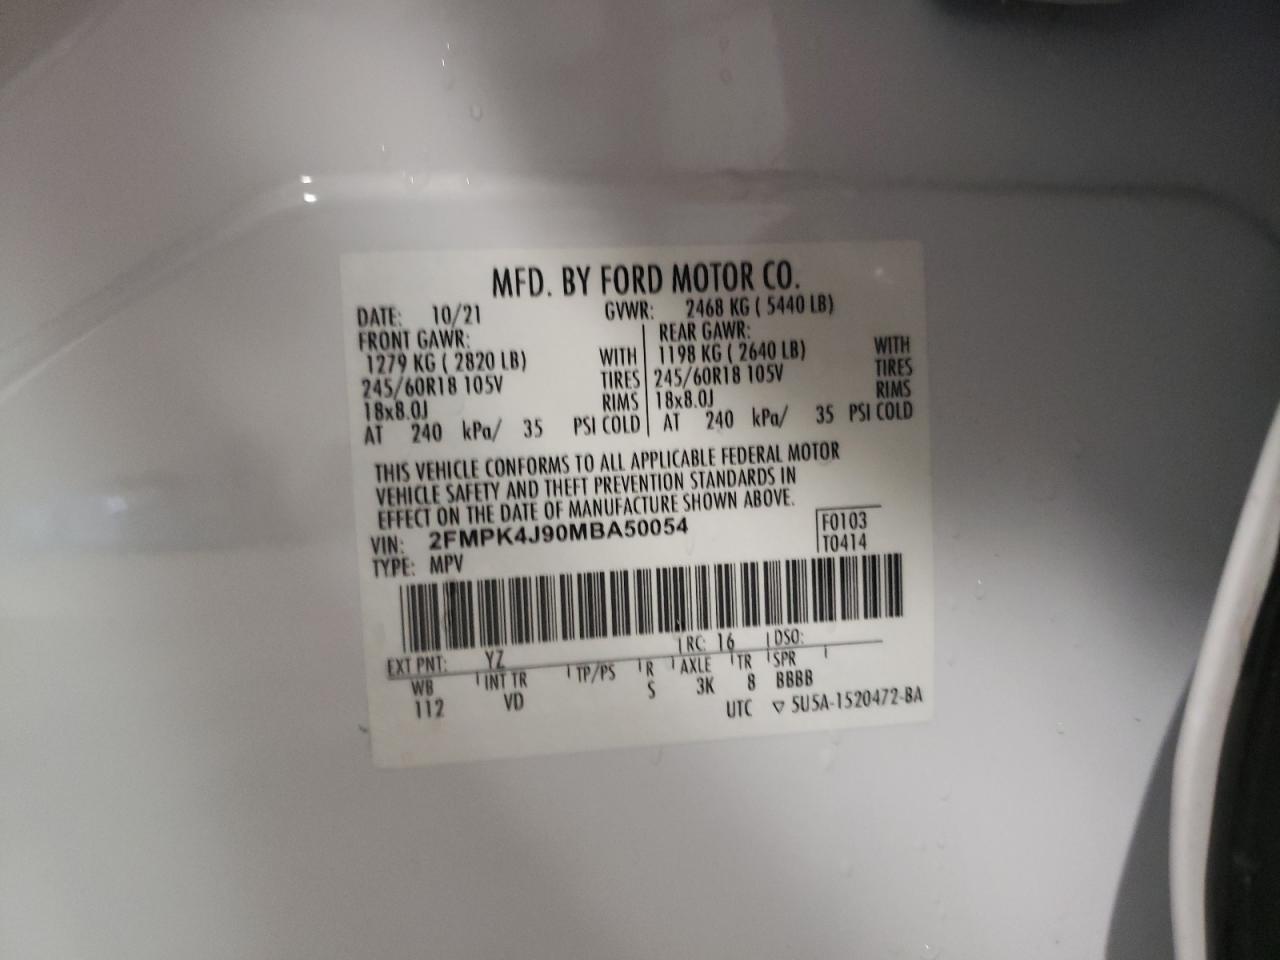 MFD. BY FORD MOTOR CO.
DATE: 10/21 GVWR: 2468 KG ( 5440 LB)
FRONT GAWR: REAR GAWR:
1279 KG ( 2820 LB) WITH 1198 KG ( 2640 LB) WITH
245/60R18 105V TIRES 245/60R18 105V TIRES
18x8.0J RIMS 18x8.0J RIMS
AT 240 kPa/ 35 PSI COLD AT 240 kPa/ 35 PSI COLD
THIS VEHICLE CONFORMS TO ALL APPLICABLE FEDERAL MOTOR
VEHICLE SAFETY AND THEFT PREVENTION STANDARDS IN
EFFECT ON THE DATE OF MANUFACTURE SHOWN ABOVE.
VIN: 2FMPK4J90MBA50054 F0103
TYPE: MPV T0414
EXT PNT: YZ RC: 16 DSO:
WB INT TR TP/PS R AXLE TR SPR
112 VD S 3K 8 BBBB
UTC ▽ 5U5A-1520472-BA